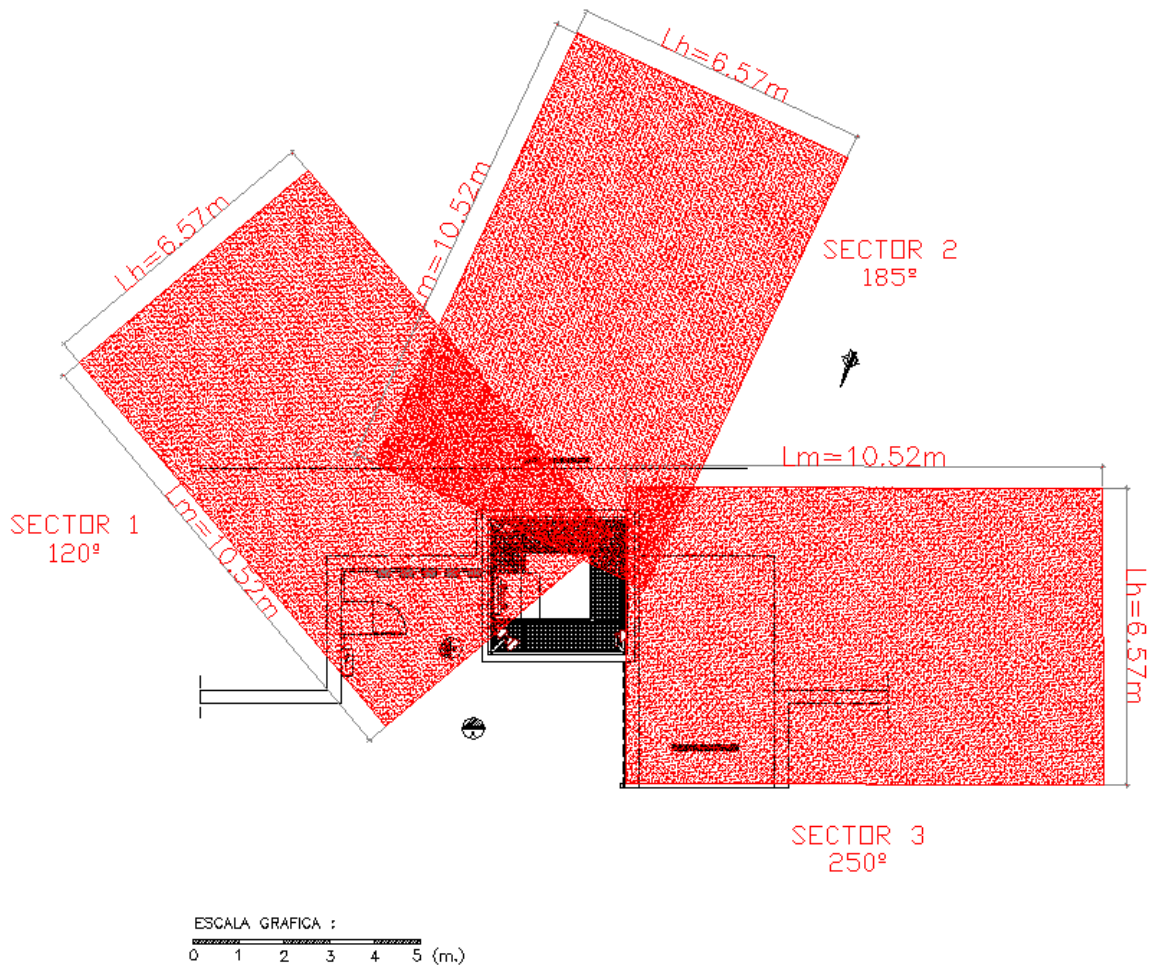 Lh=6.57m
Lh=6.57m
m=10.52m
SECTOR 2
185º
Lm=10.52m
SECTOR 1
120º
Lm=10.52m
Lh=6.57m
SECTOR 3
250º
ESCALA GRAFICA :
0 1 2 3 4 5 (m.)